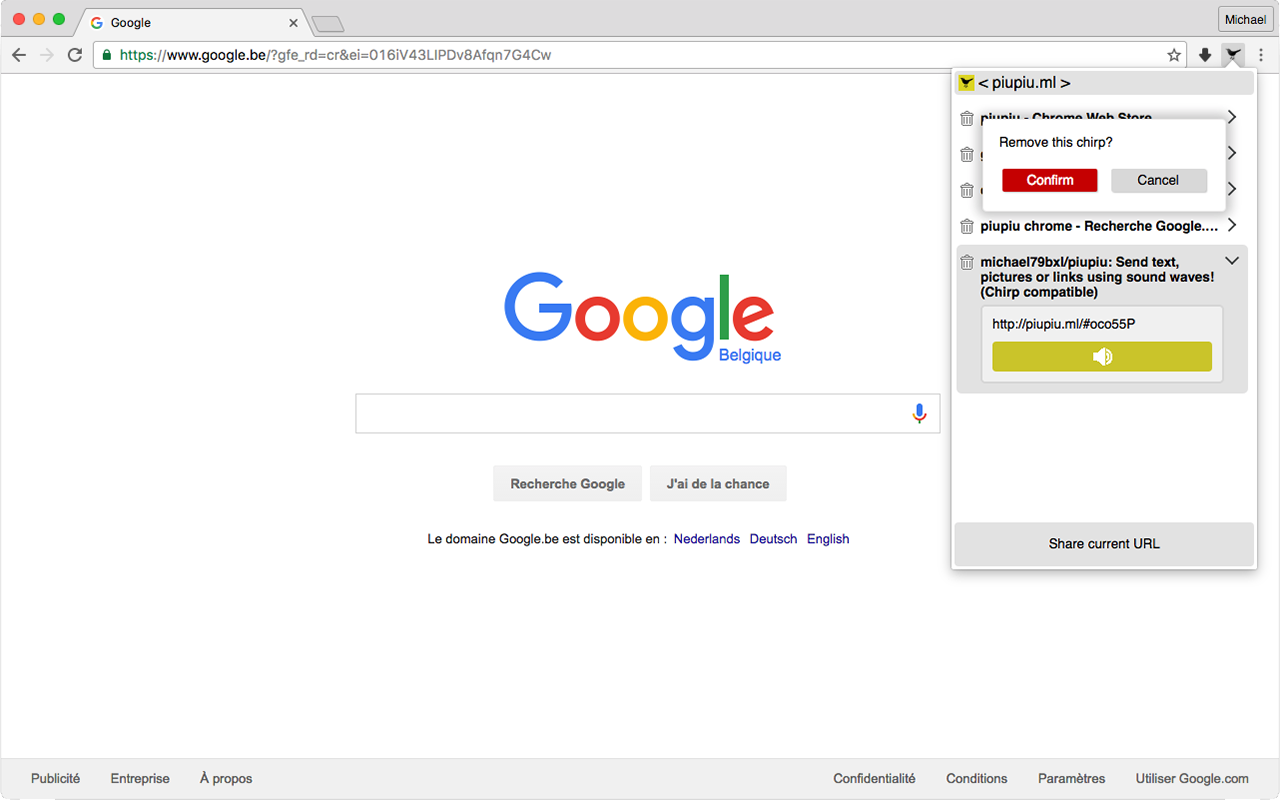 Google
Michael
https://www.google.be/?gfe_rd=cr&ei=016iV43LIPDv8Afqn7G4Cw
< piupiu.ml >
piupiu - Chrome Web Store
Remove this chirp?
Confirm Cancel
piupiu chrome - Recherche Google....
michael79bxl/piupiu: Send text,
pictures or links using sound waves!
(Chirp compatible)
http://piupiu.ml/#oco55P
Share current URL
Google
Belgique
Recherche Google J'ai de la chance
Le domaine Google.be est disponible en : Nederlands Deutsch English
Publicité Entreprise À propos Confidentialité Conditions Paramètres Utiliser Google.com